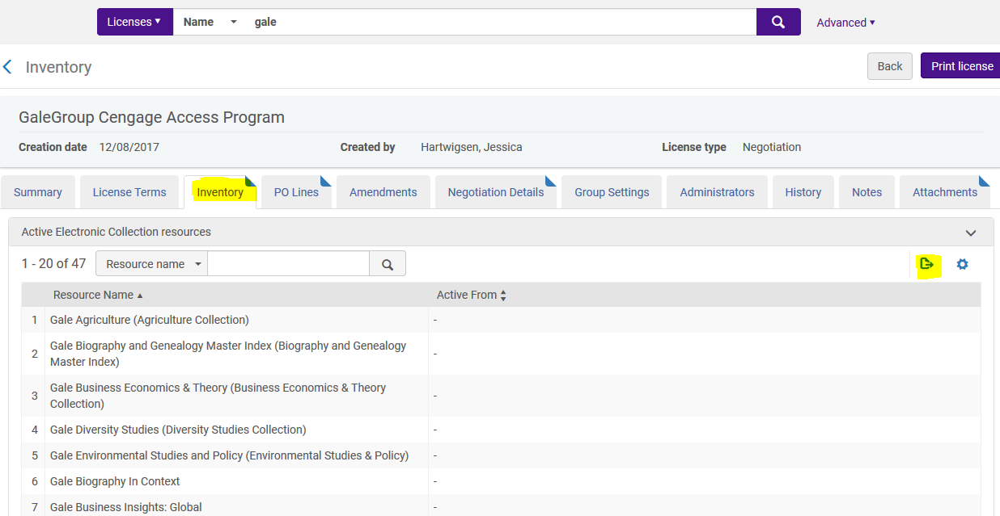 Licenses ▾ Name gale Advanced ▾
Inventory Back Print license
GaleGroup Cengage Access Program
Creation date 12/08/2017 Created by Hartwigsen, Jessica License type Negotiation
Summary License Terms Inventory PO Lines Amendments Negotiation Details Group Settings Administrators History Notes Attachments
Active Electronic Collection resources
1 - 20 of 47 Resource name
Resource Name ▲ Active From
1 Gale Agriculture (Agriculture Collection) -
2 Gale Biography and Genealogy Master Index (Biography and Genealogy
Master Index) -
3 Gale Business Economics & Theory (Business Economics & Theory
Collection) -
4 Gale Diversity Studies (Diversity Studies Collection) -
5 Gale Environmental Studies and Policy (Environmental Studies & Policy) -
6 Gale Biography In Context -
7 Gale Business Insights: Global -